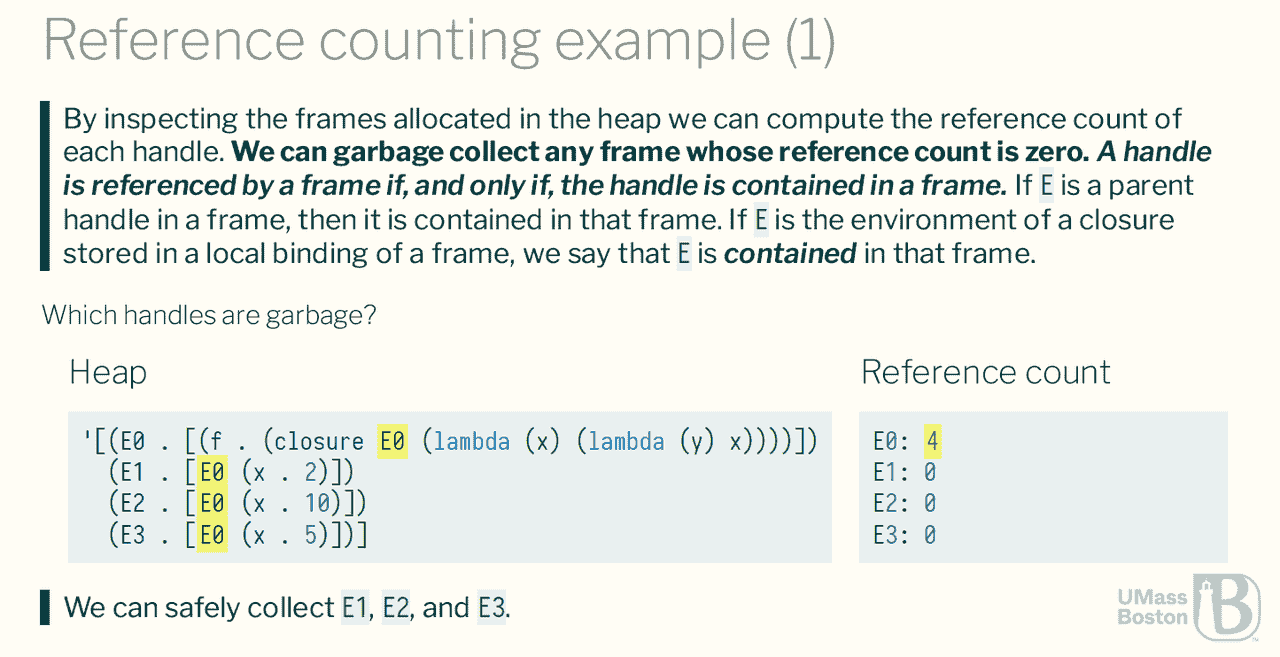 Reference counting example (1)
By inspecting the frames allocated in the heap we can compute the reference count of
each handle. We can garbage collect any frame whose reference count is zero. A handle
is referenced by a frame if, and only if, the handle is contained in a frame. If E is a parent
handle in a frame, then it is contained in that frame. If E is the environment of a closure
stored in a local binding of a frame, we say that E is contained in that frame.
Which handles are garbage?
Heap
'[(E0 . [(f . (closure E0 (lambda (x) (lambda (y) x))))])
(E1 . [E0 (x . 2)])
(E2 . [E0 (x . 10)])
(E3 . [E0 (x . 5)])]
Reference count
E0: 4
E1: 0
E2: 0
E3: 0
We can safely collect E1, E2, and E3.
UMass
Boston
B